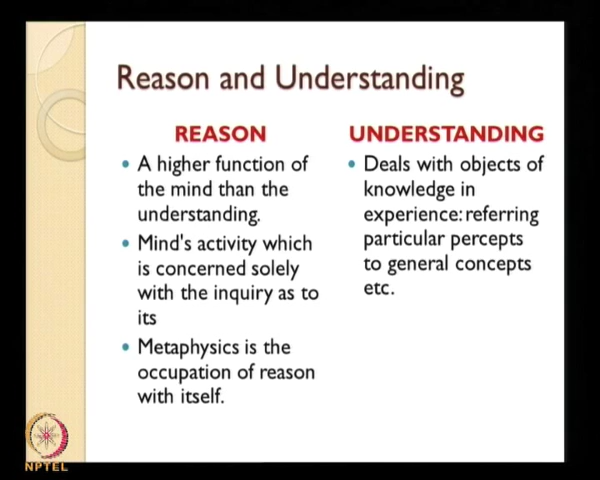 Reason and Understanding
REASON
• A higher function of
the mind than the
understanding.
• Mind's activity which
is concerned solely
with the inquiry as to
its
• Metaphysics is the
occupation of reason
with itself.
UNDERSTANDING
• Deals with objects of
knowledge in
experience: referring
particular percepts
to general concepts
etc.
NPTEL